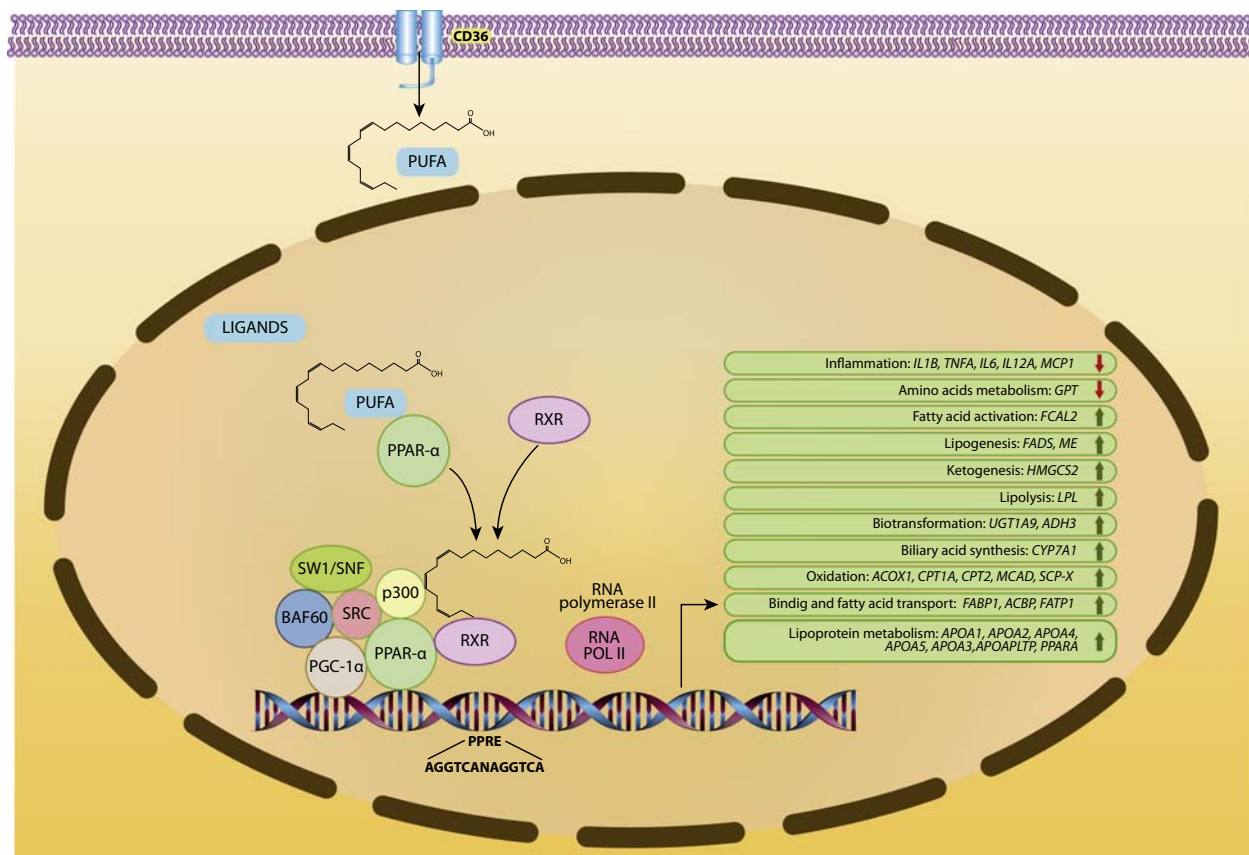 CD36
O
OH
PUFA
LIGANDS
O
OH
PUFA
PPAR-α
RXR
O
OH
SW1/SNF
p300
BAF60
SRC
PGC-1α
PPAR-α
RXR
RNA
polymerase II
RNA
POL II
PPRE
AGGTCANAGGTCA
Inflammation: IL1B, TNFA, IL6, IL12A, MCP1
Amino acids metabolism: GPT
Fatty acid activation: FCAL2
Lipogenesis: FADS, ME
Ketogenesis: HMGCS2
Lipolysis: LPL
Biotransformation: UGT1A9, ADH3
Biliary acid synthesis: CYP7A1
Oxidation: ACOX1, CPT1A, CPT2, MCAD, SCP-X
Bindig and fatty acid transport: FABP1, ACBP, FATP1
Lipoprotein metabolism: APOA1, APOA2, APOA4,
APOA5, APOA3,APOAPLTP, PPARA